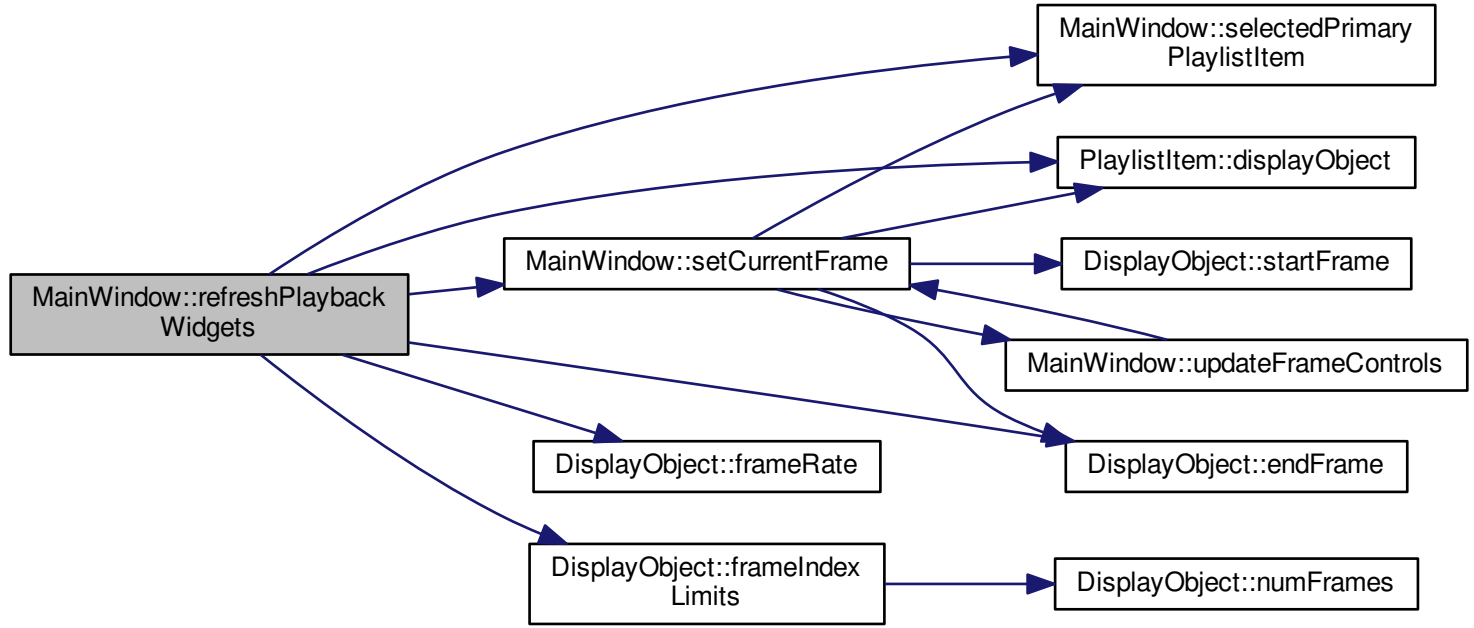 MainWindow::selectedPrimary
PlaylistItem
PlaylistItem::displayObject
MainWindow::setCurrentFrame
DisplayObject::startFrame
MainWindow::refreshPlayback
Widgets
MainWindow::updateFrameControls
DisplayObject::frameRate
DisplayObject::endFrame
DisplayObject::frameIndex
Limits
DisplayObject::numFrames